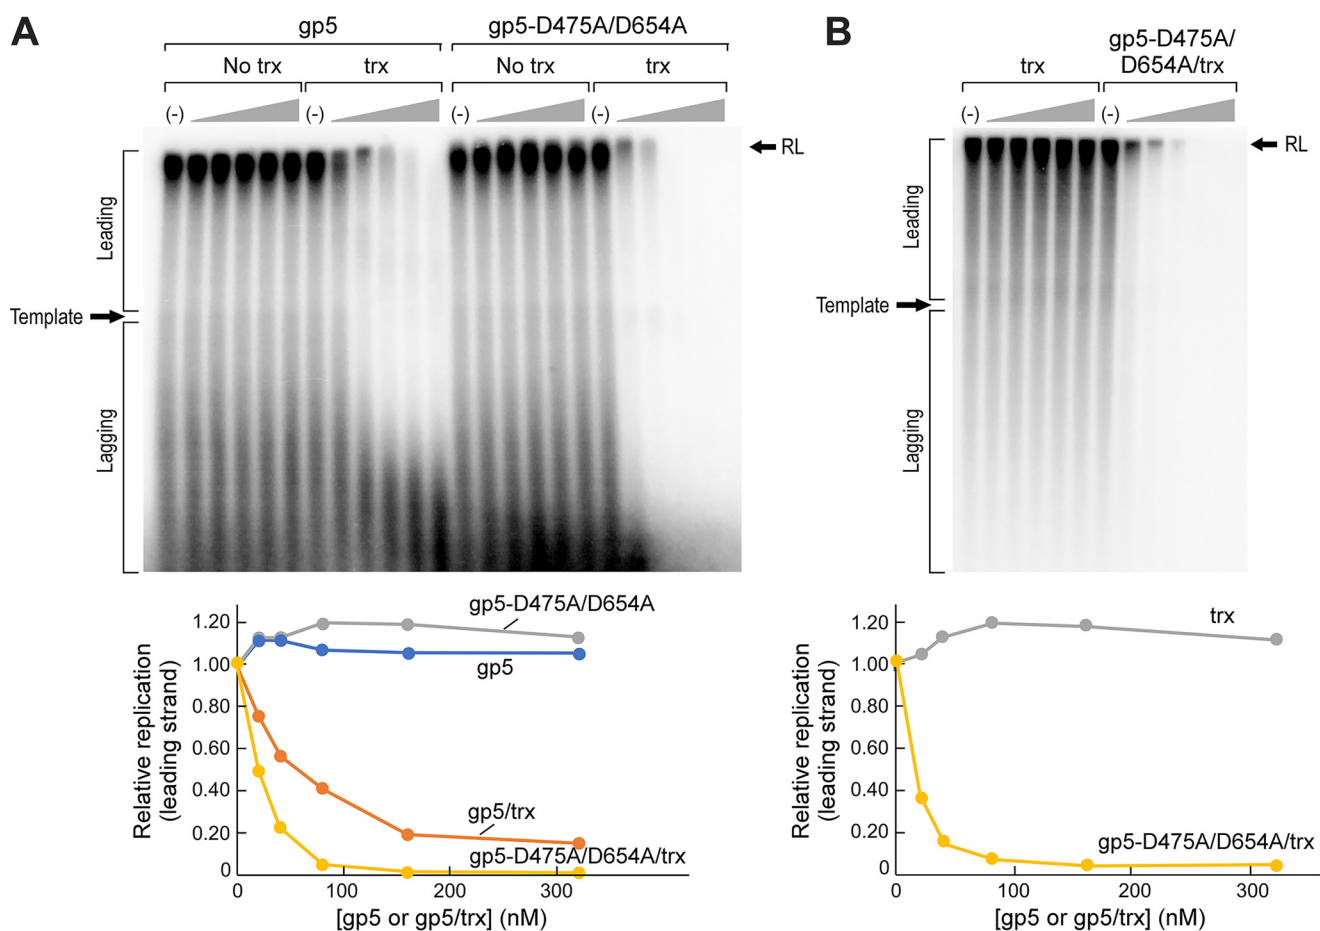 A
gp5
gp5-D475A/D654A
No trx
trx
No trx
trx
(-)
(-)
(-)
(-)
RL
Leading
Template
Lagging
Relative replication
(leading strand)
1.20
1.00
0.80
0.60
0.40
0.20
0
gp5-D475A/D654A
gp5
gp5/trx
gp5-D475A/D654A/trx
0
100
200
300
[gp5 or gp5/trx] (nM)
B
trx
gp5-D475A/
D654A/trx
(-)
(-)
RL
Leading
Template
Lagging
Relative replication
(leading strand)
1.20
1.00
0.80
0.60
0.40
0.20
0
trx
gp5-D475A/D654A/trx
0
100
200
300
[gp5 or gp5/trx] (nM)